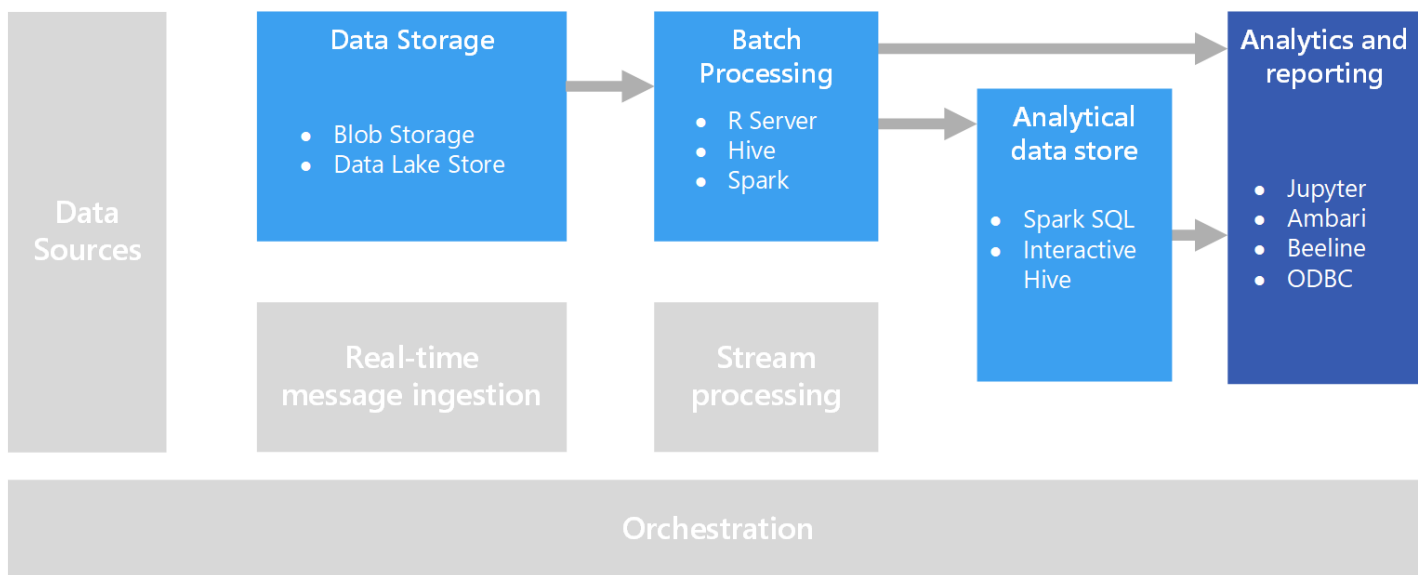 Data
Sources
Data Storage
● Blob Storage
● Data Lake Store
Real-time
message ingestion
Batch
Processing
● R Server
● Hive
● Spark
Stream
processing
Analytical
data store
● Spark SQL
● Interactive
Hive
Analytics and
reporting
● Jupyter
● Ambari
● Beeline
● ODBC
Orchestration